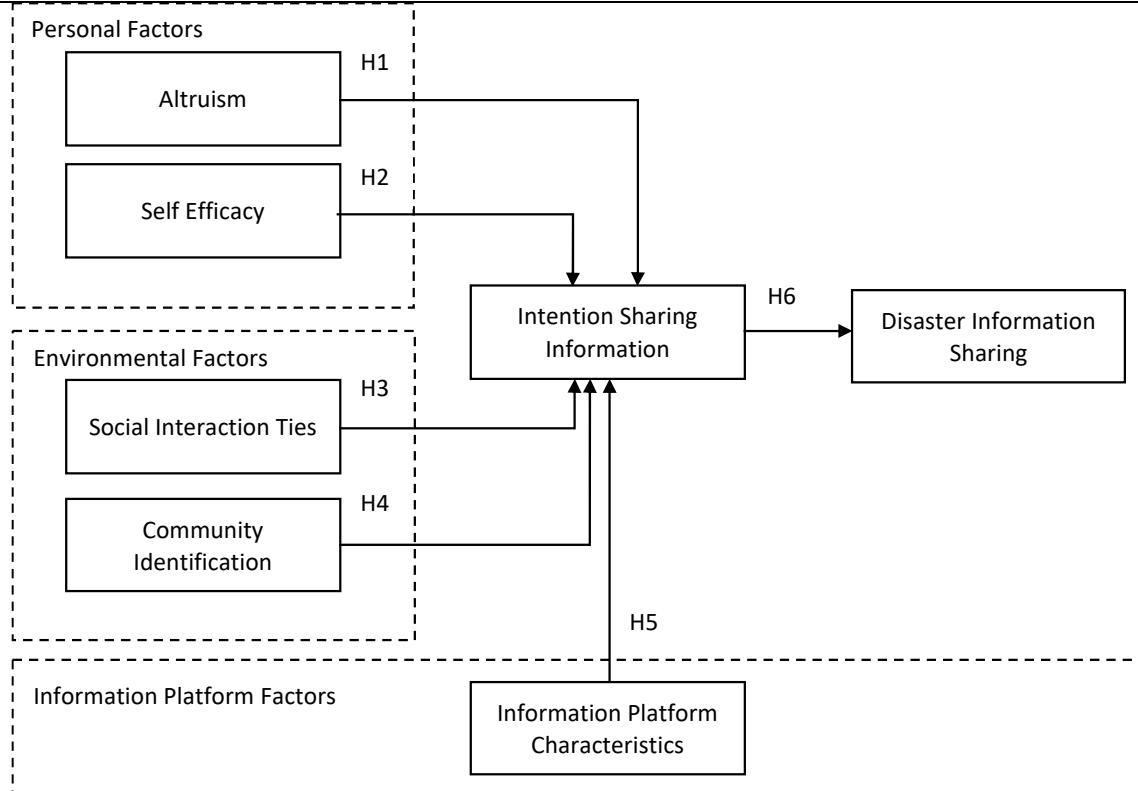 Personal Factors
H1
Altruism
H2
Self Efficacy
Intention Sharing
Information
H6
Disaster Information
Sharing
Environmental Factors
H3
Social Interaction Ties
H4
Community
Identification
H5
Information Platform Factors
Information Platform
Characteristics